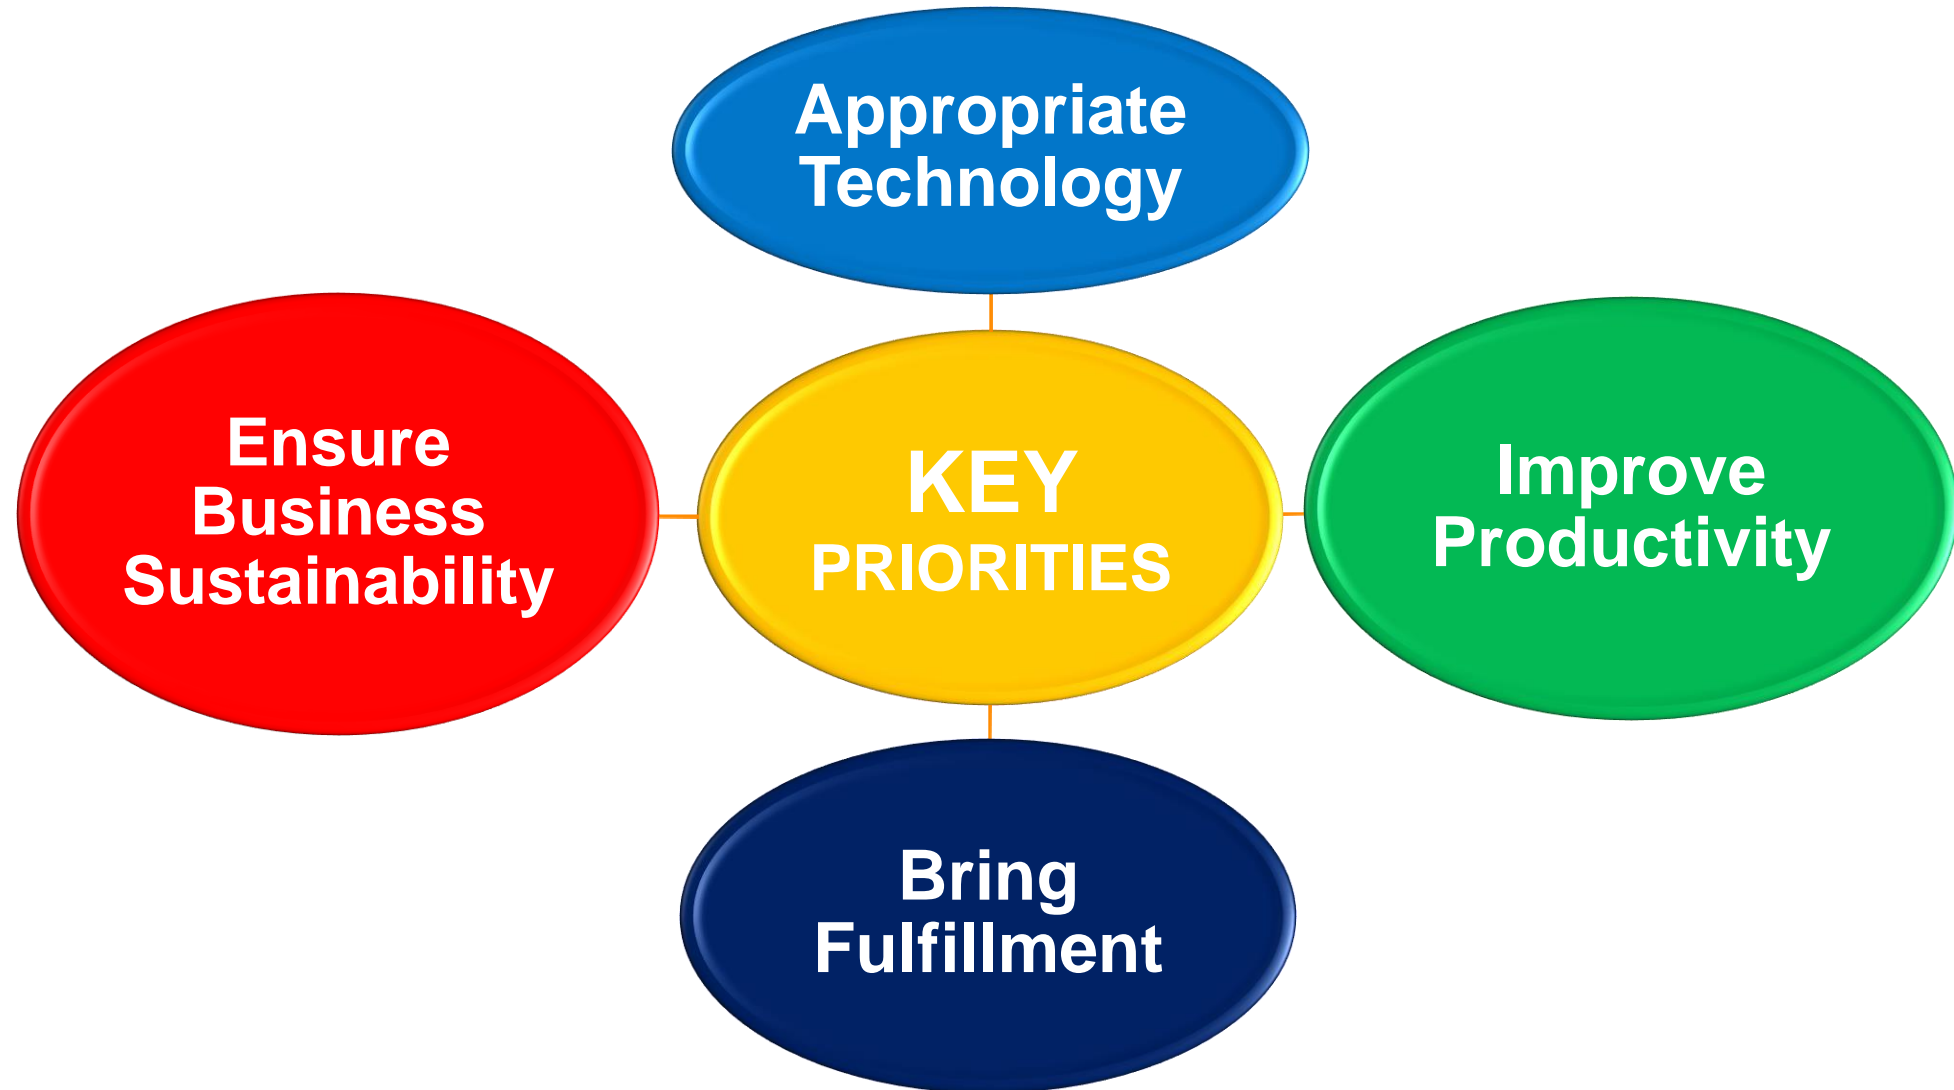 Appropriate
Technology
Ensure
Business
Sustainability
KEY
PRIORITIES
Improve
Productivity
Bring
Fulfillment